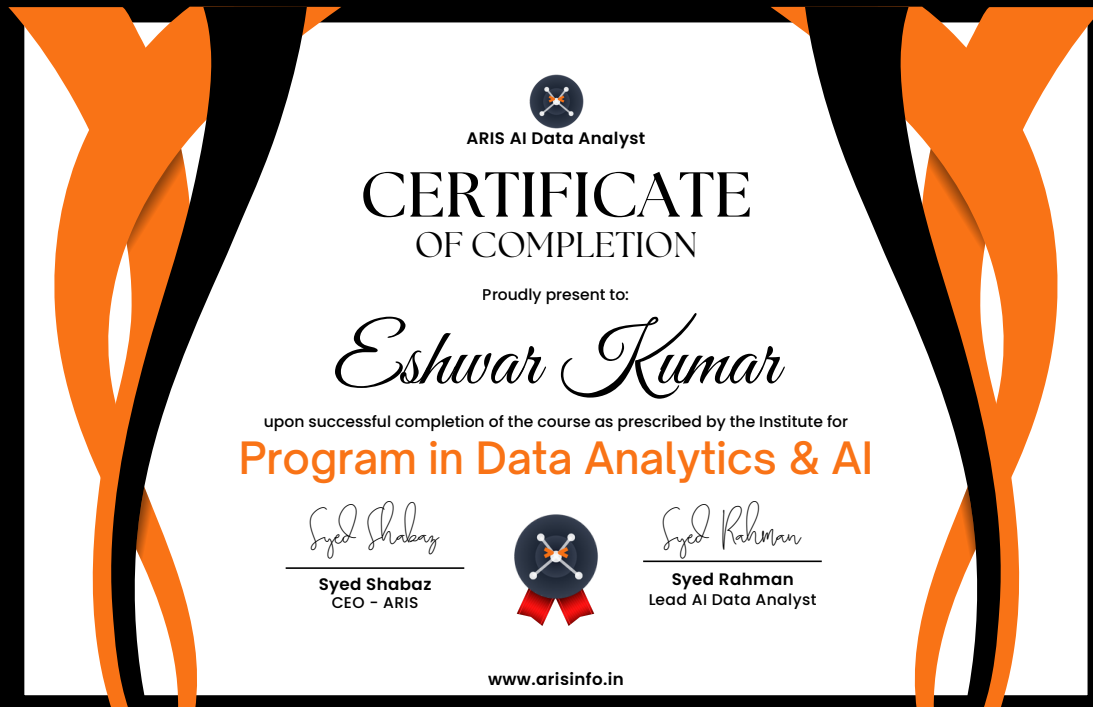 ARIS AI Data Analyst
CERTIFICATE
OF COMPLETION
Proudly present to:
Eshwar Kumar
upon successful completion of the course as prescribed by the Institute for
Program in Data Analytics & AI
Syed Shabaz
Syed Shabaz
CEO - ARIS
Syed Rahman
Syed Rahman
Lead AI Data Analyst
www.arisinfo.in